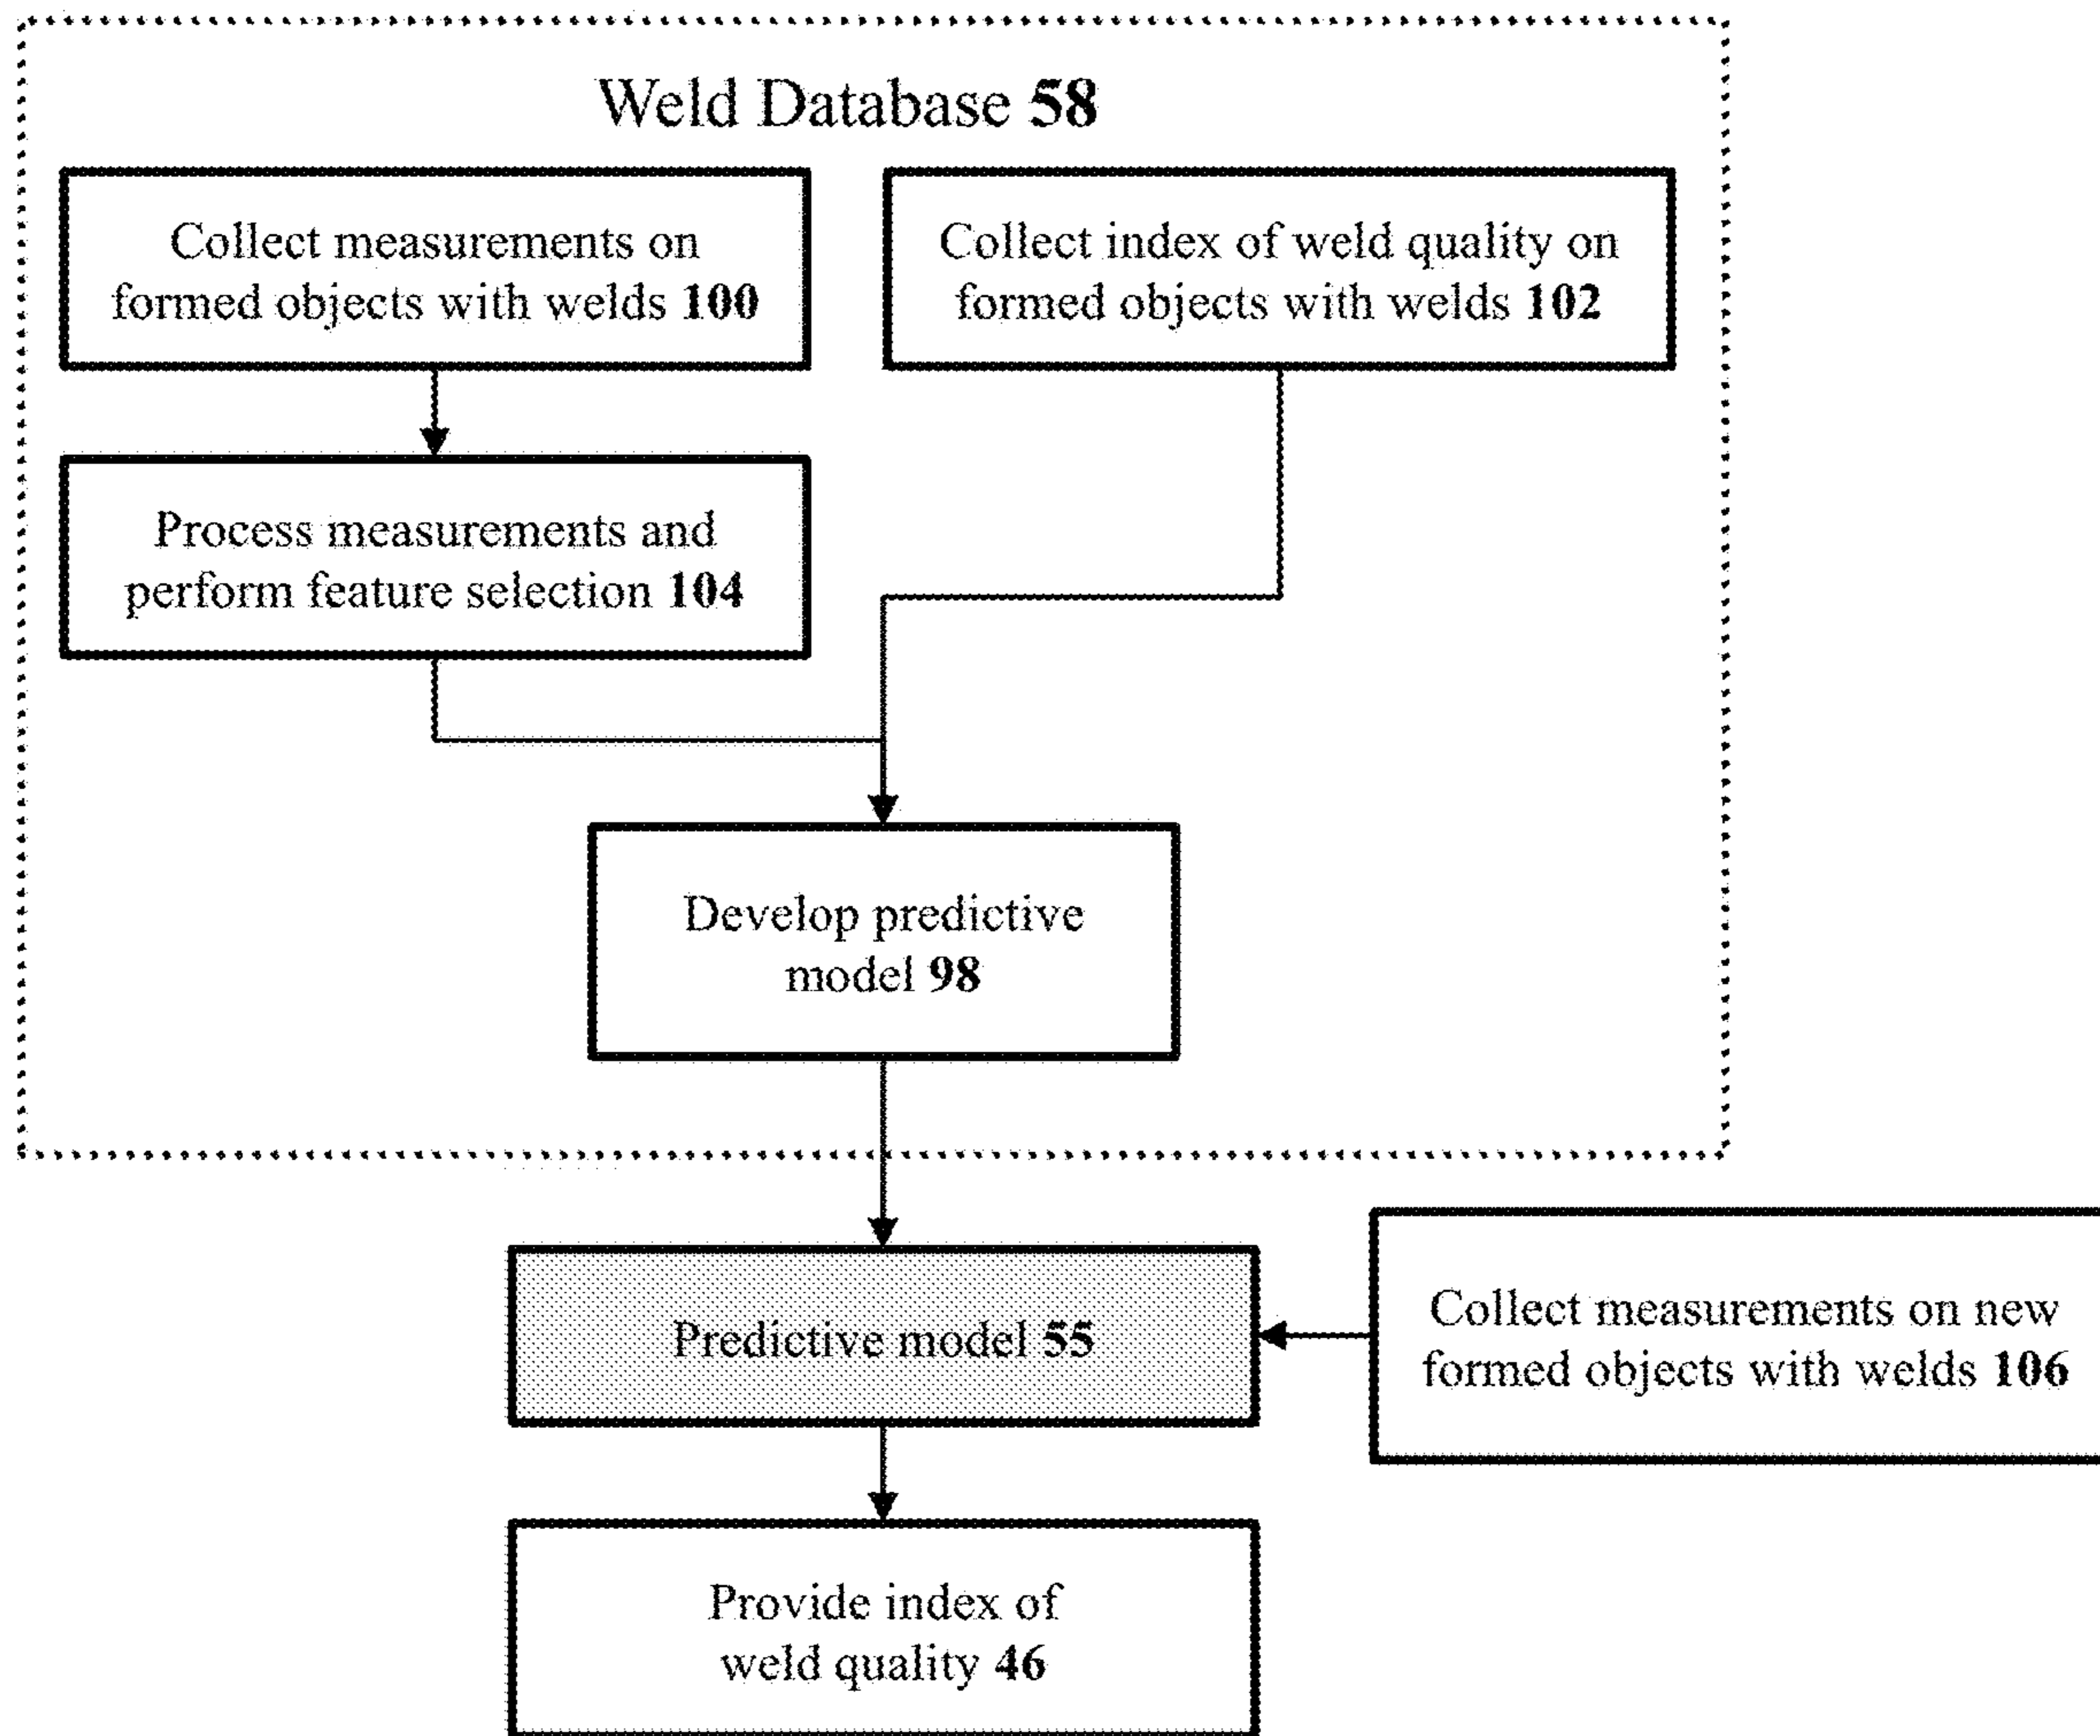 Weld Database 58
Collect measurements on
formed objects with welds 100
Collect index of weld quality on
formed objects with welds 102
Process measurements and
perform feature selection 104
Develop predictive
model 98
Predictive model 55
Collect measurements on new
formed objects with welds 106
Provide index of
weld quality 46